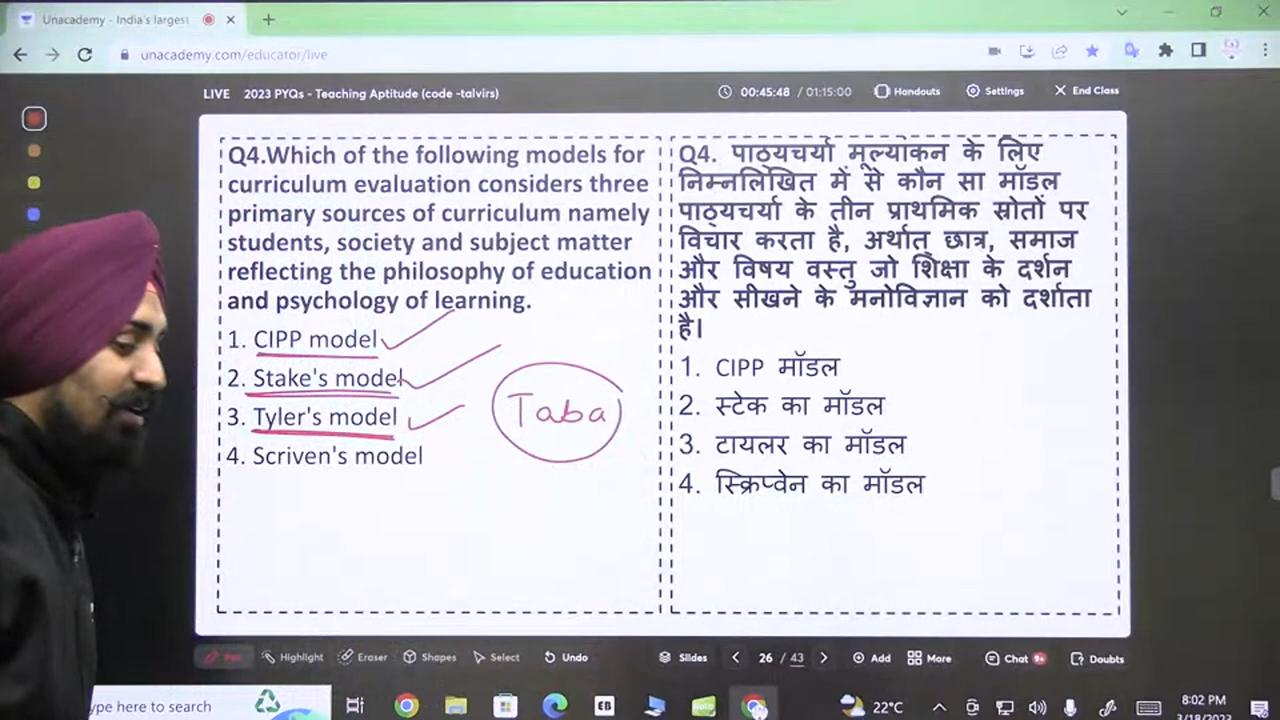 Unacademy - India's largest
unacademy.com/educator/live
LIVE 2023 PYQs - Teaching Aptitude (code -talvirs)
00:45:48 / 01:15:00
Handouts
Settings
End Class
Q4.Which of the following models for
curriculum evaluation considers three
primary sources of curriculum namely
students, society and subject matter
reflecting the philosophy of education
and psychology of learning.
1. CIPP model
2. Stake's model
3. Tyler's model
4. Scriven's model
Taba
Q4. पाठ्यचर्या मूल्यांकन के लिए
निम्नलिखित में से कौन सा मॉडल
पाठ्यचर्या के तीन प्राथमिक स्रोतों पर
विचार करता है, अर्थात् छात्र, समाज
और विषय वस्तु जो शिक्षा के दर्शन
और सीखने के मनोविज्ञान को दर्शाता
है।
1. CIPP मॉडल
2. स्टेक का मॉडल
3. टायलर का मॉडल
4. स्क्रिप्वेन का मॉडल
Pen
Highlight
Eraser
Shapes
Select
Undo
Slides
26 / 43
Add
More
Chat 9+
Doubts
ype here to search
EB
22°C
8:02 PM
3/18/2023